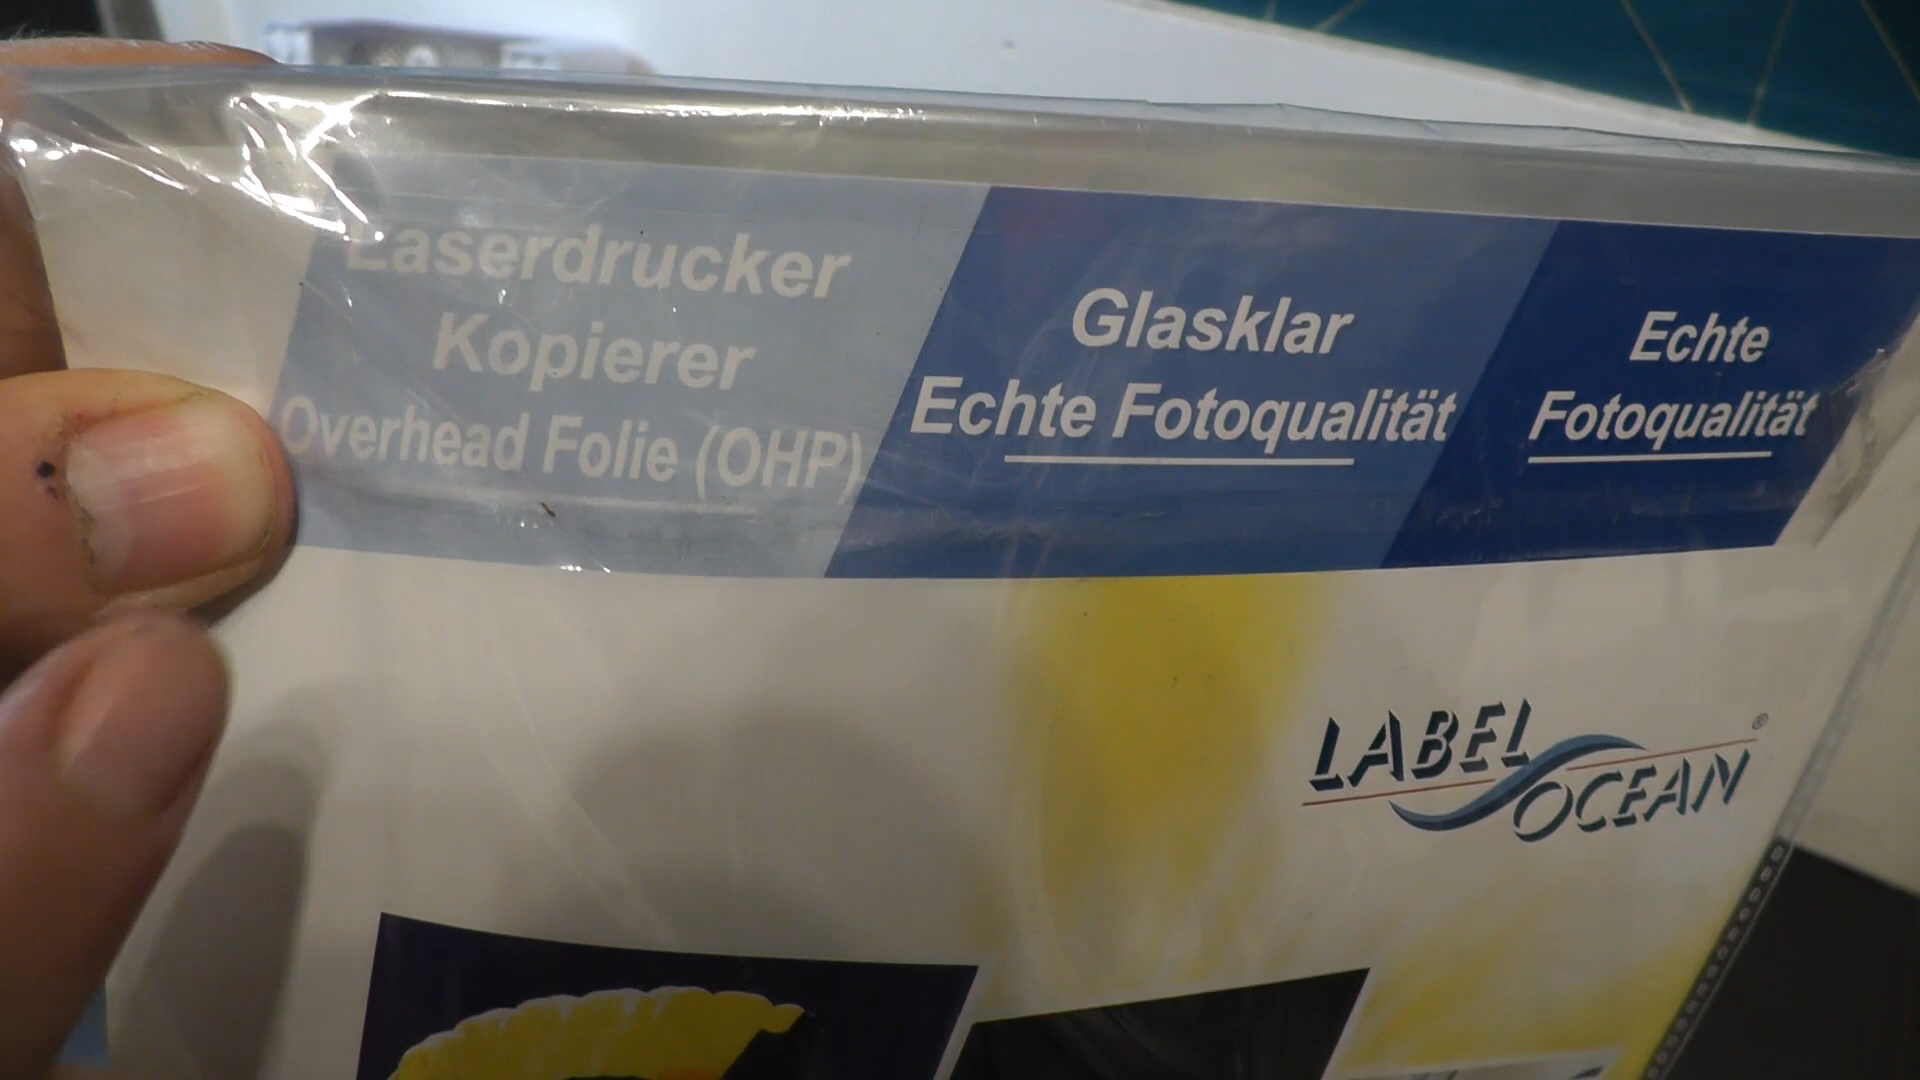 Laserdrucker
Kopierer
Overhead Folie (OHP)
Glasklar
Echte Fotoqualität
Echte
Fotoqualität
LABEL
OCEAN
®